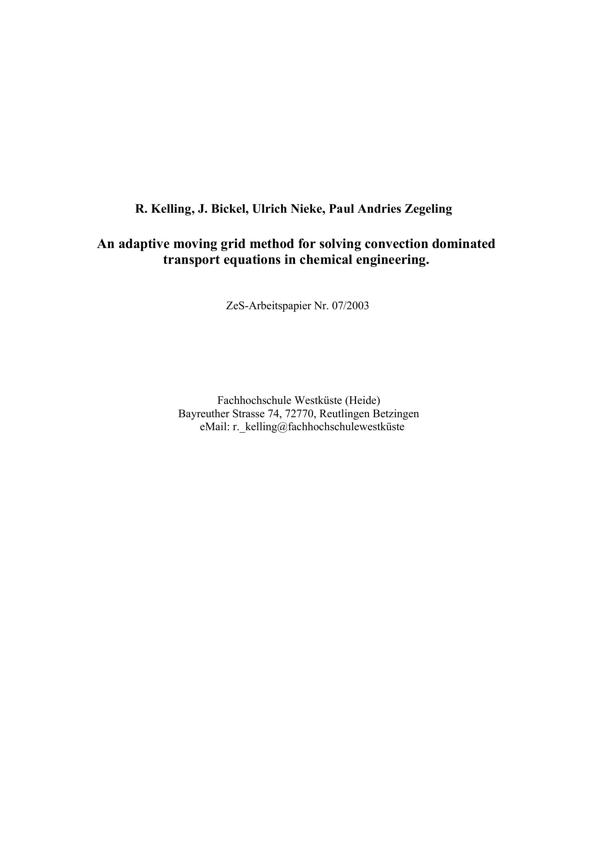 R. Kelling, J. Bickel, Ulrich Nieke, Paul Andries Zegeling
An adaptive moving grid method for solving convection dominated
transport equations in chemical engineering.
ZeS-Arbeitspapier Nr. 07/2003
Fachhochschule Westküste (Heide)
Bayreuther Strasse 74, 72770, Reutlingen Betzingen
eMail: r._kelling@fachhochschulewestküste